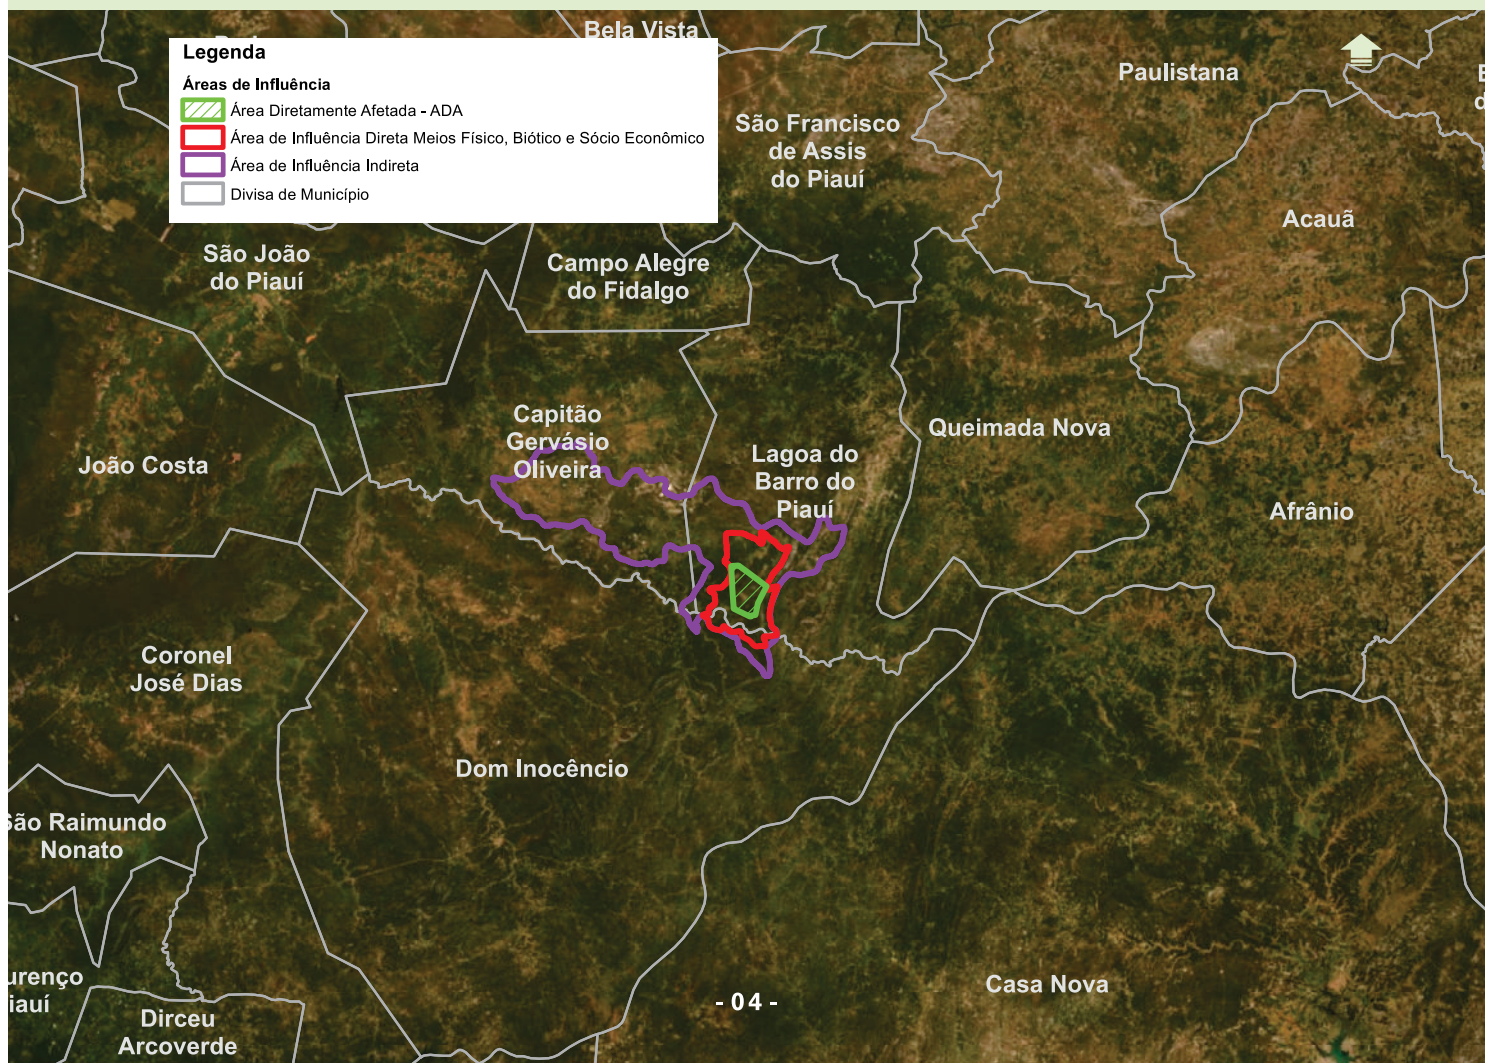 Bela Vista
Legenda
Áreas de Influência
Área Diretamente Afetada - ADA
Área de Influência Direta Meios Físico, Biótico e Sócio Econômico
Área de Influência Indireta
Divisa de Município
Paulistana
São Francisco
de Assis
do Piauí
Acauã
São João
do Piauí
Campo Alegre
do Fidalgo
Capitão
Gervásio
Oliveira
Queimada Nova
João Costa
Lagoa do
Barro do
Piauí
Afrânio
Coronel
José Dias
Dom Inocêncio
São Raimundo
Nonato
urenço
iauí
Casa Nova
- 04 -
Dirceu
Arcoverde